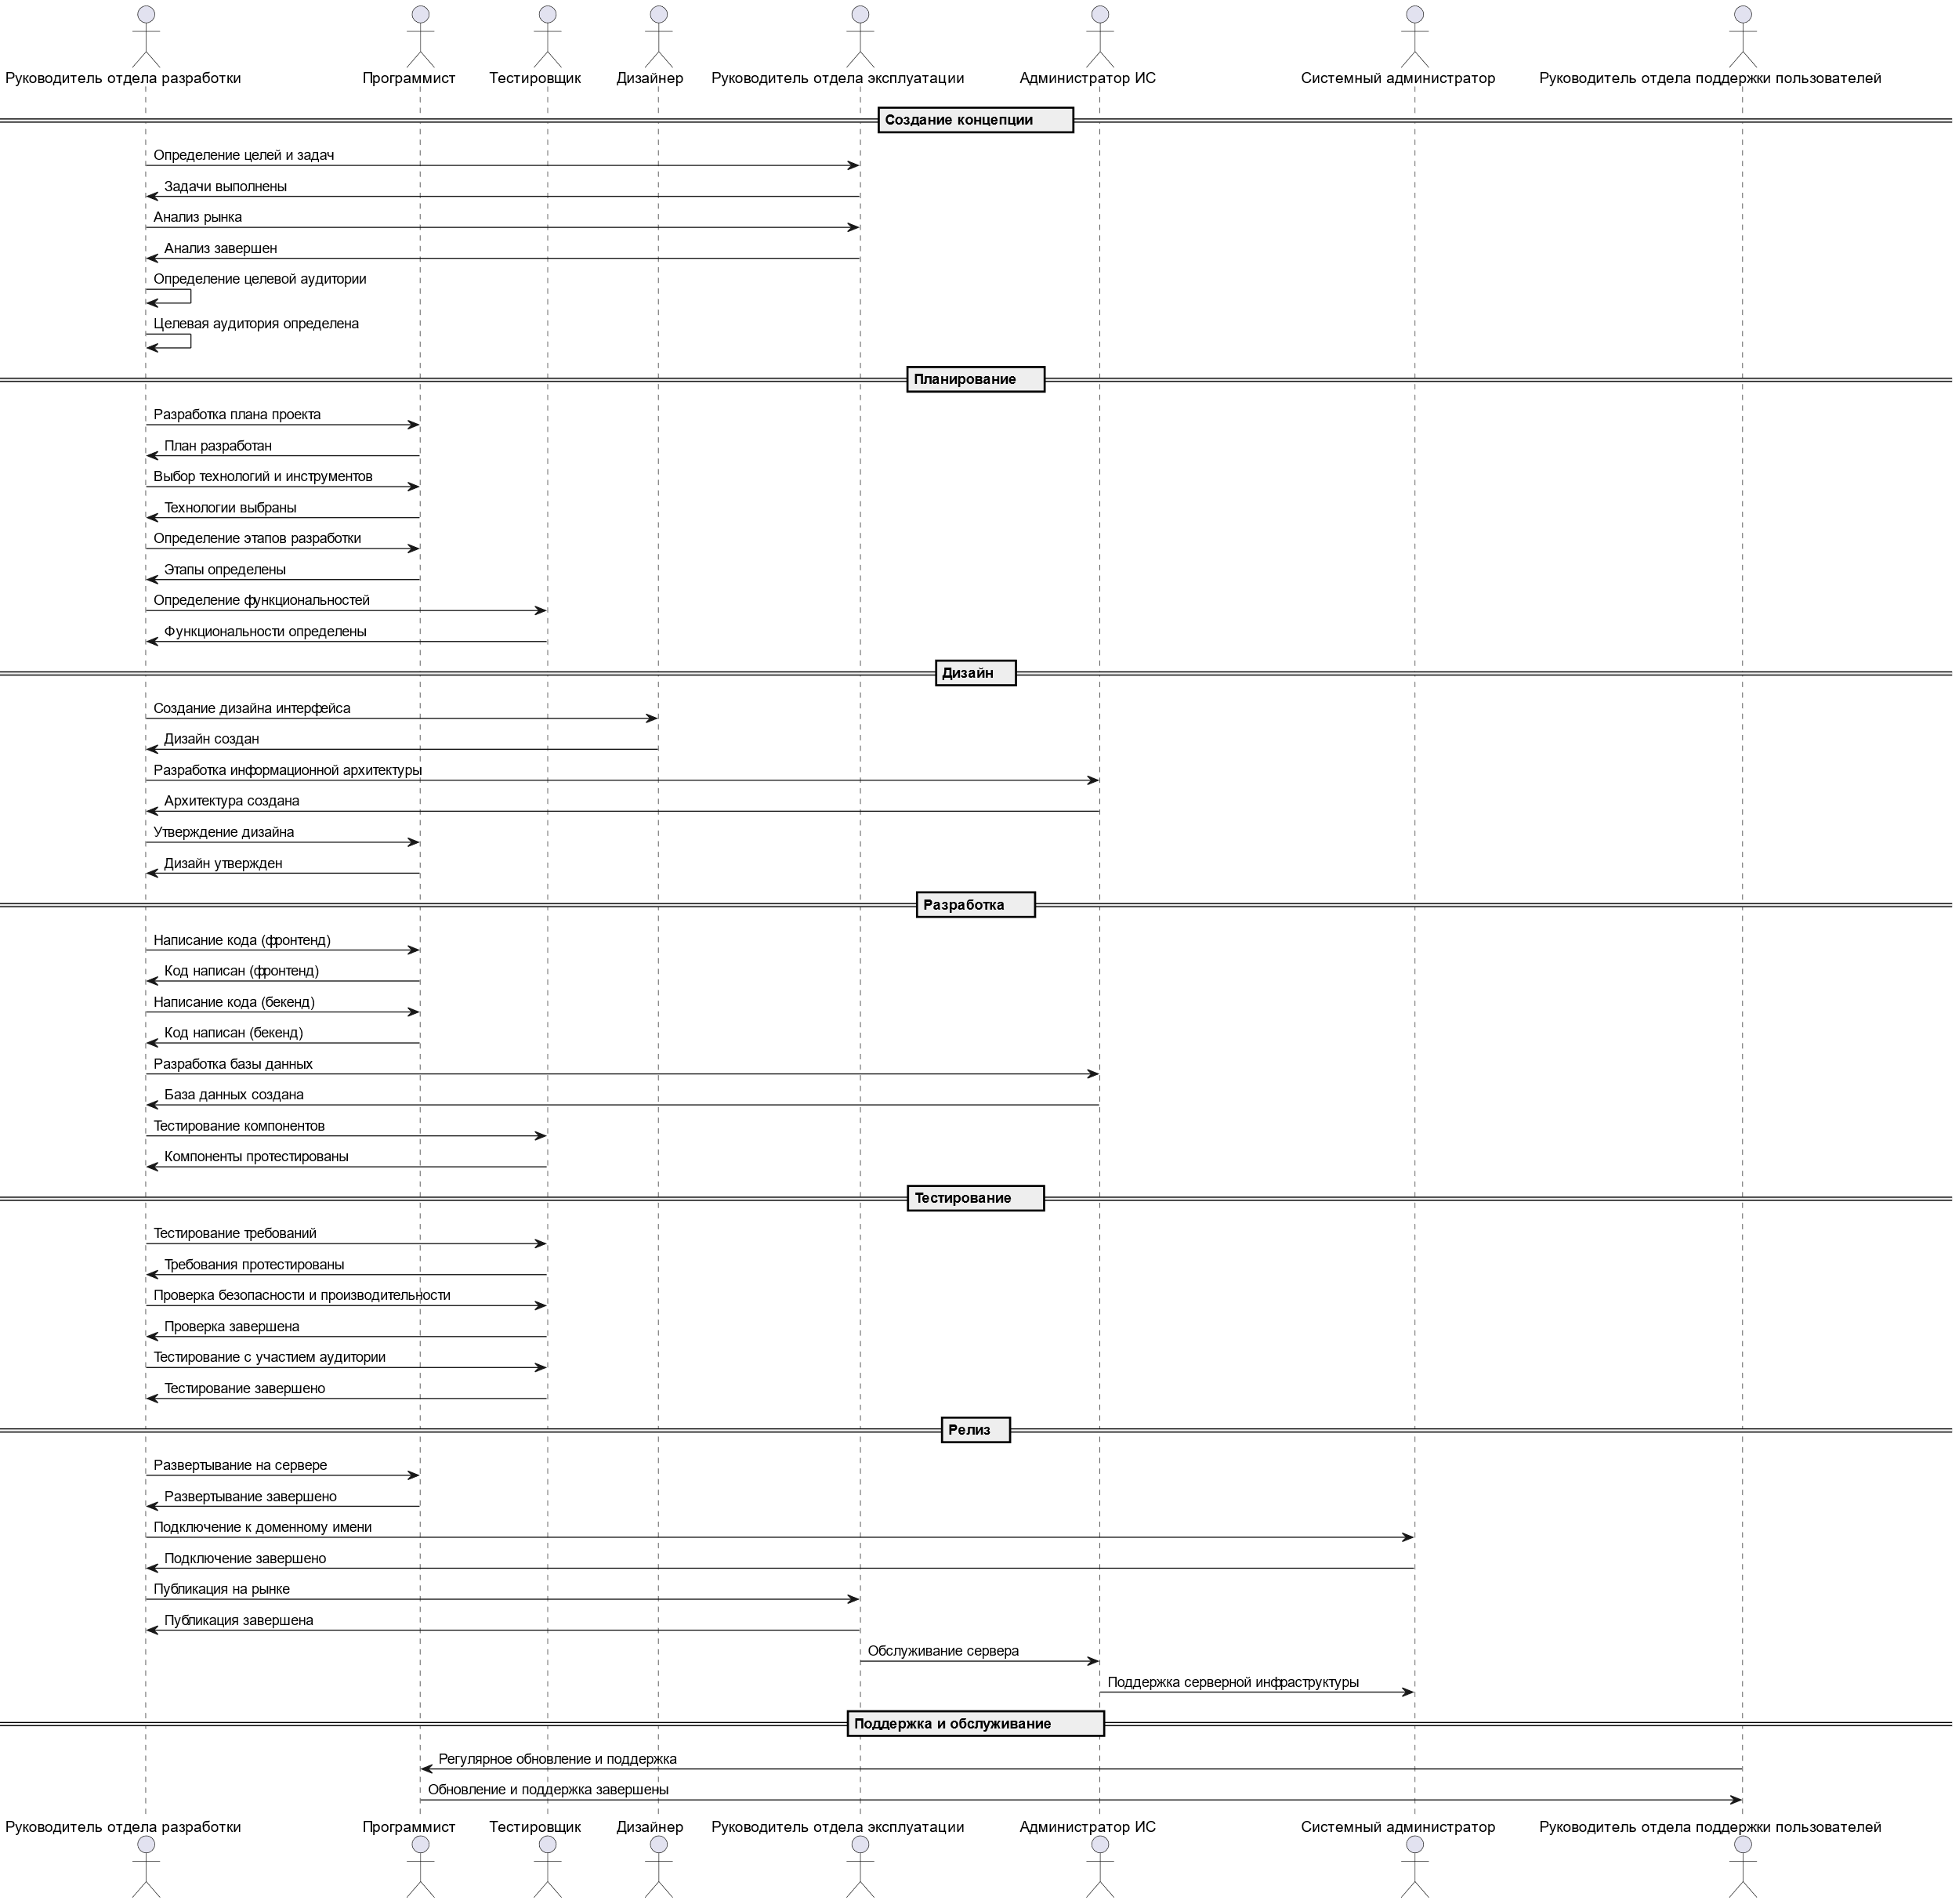 Руководитель отдела разработки
Программист
Тестировщик
Дизайнер
Руководитель отдела эксплуатации
Администратор ИС
Системный администратор
Руководитель отдела поддержки пользователей
Создание концепции
Определение целей и задач
Задачи выполнены
Анализ рынка
Анализ завершен
Определение целевой аудитории
Целевая аудитория определена
Планирование
Разработка плана проекта
План разработан
Выбор технологий и инструментов
Технологии выбраны
Определение этапов разработки
Этапы определены
Определение функциональностей
Функциональности определены
Дизайн
Создание дизайна интерфейса
Дизайн создан
Разработка информационной архитектуры
Архитектура создана
Утверждение дизайна
Дизайн утвержден
Разработка
Написание кода (фронтенд)
Код написан (фронтенд)
Написание кода (бекенд)
Код написан (бекенд)
Разработка базы данных
База данных создана
Тестирование компонентов
Компоненты протестированы
Тестирование
Тестирование требований
Требования протестированы
Проверка безопасности и производительности
Проверка завершена
Тестирование с участием аудитории
Тестирование завершено
Релиз
Развертывание на сервере
Развертывание завершено
Подключение к доменному имени
Подключение завершено
Публикация на рынке
Публикация завершена
Обслуживание сервера
Поддержка серверной инфраструктуры
Поддержка и обслуживание
Регулярное обновление и поддержка
Обновление и поддержка завершены
Руководитель отдела разработки
Программист
Тестировщик
Дизайнер
Руководитель отдела эксплуатации
Администратор ИС
Системный администратор
Руководитель отдела поддержки пользователей